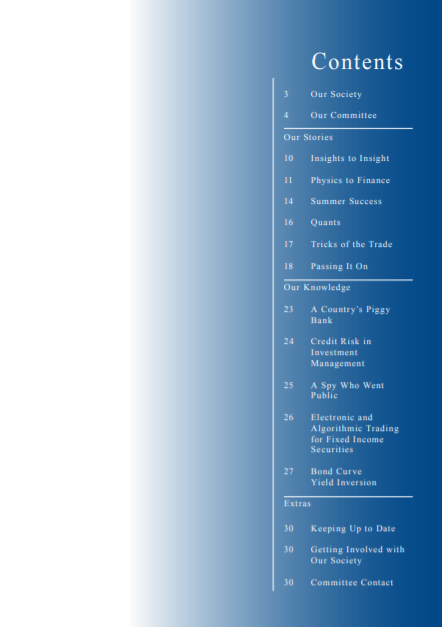 Contents
3 Our Society
4 Our Committee
Our Stories
10 Insights to Insight
11 Physics to Finance
14 Summer Success
16 Quants
17 Tricks of the Trade
18 Passing It On
Our Knowledge
23 A Country's Piggy
Bank
24 Credit Risk in
Investment
Management
25 A Spy Who Went
Public
26 Electronic and
Algorithmic Trading
for Fixed Income
Securities
27 Bond Curve
Yield Inversion
Extras
30 Keeping Up to Date
30 Getting Involved with
Our Society
30 Committee Contact